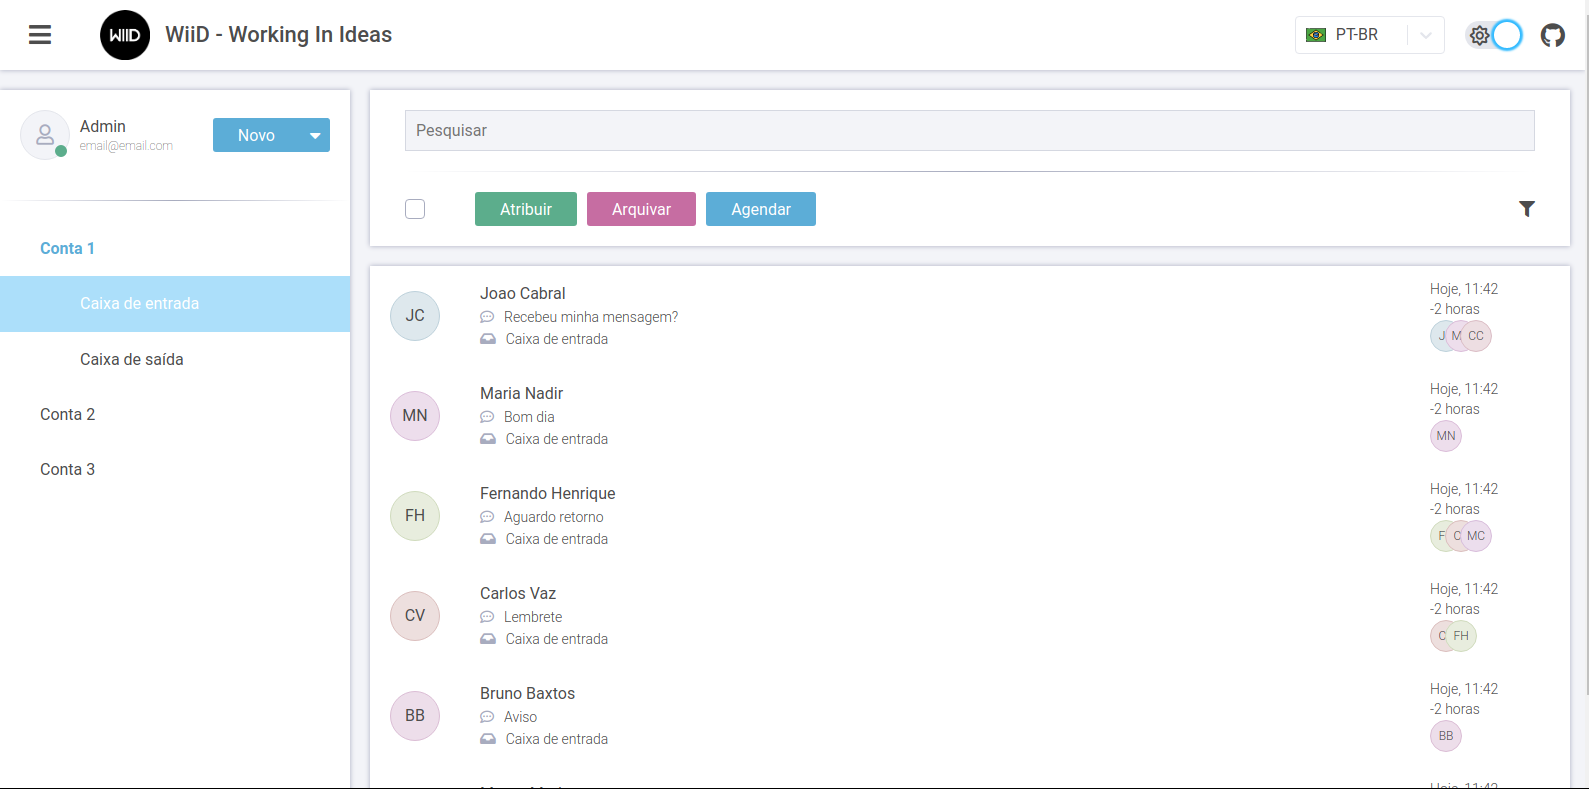 WiiD
WiiD - Working In Ideas
PT-BR
Admin
email@email.com
Novo
Conta 1
Caixa de entrada
Caixa de saída
Conta 2
Conta 3
Pesquisar
Atribuir
Arquivar
Agendar
JC
Joao Cabral
Recebeu minha mensagem?
Caixa de entrada
Hoje, 11:42
-2 horas
J M CC
MN
Maria Nadir
Bom dia
Caixa de entrada
Hoje, 11:42
-2 horas
MN
FH
Fernando Henrique
Aguardo retorno
Caixa de entrada
Hoje, 11:42
-2 horas
F C MC
CV
Carlos Vaz
Lembrete
Caixa de entrada
Hoje, 11:42
-2 horas
C FH
BB
Bruno Baxtos
Aviso
Caixa de entrada
Hoje, 11:42
-2 horas
BB
Hoje, 11:42